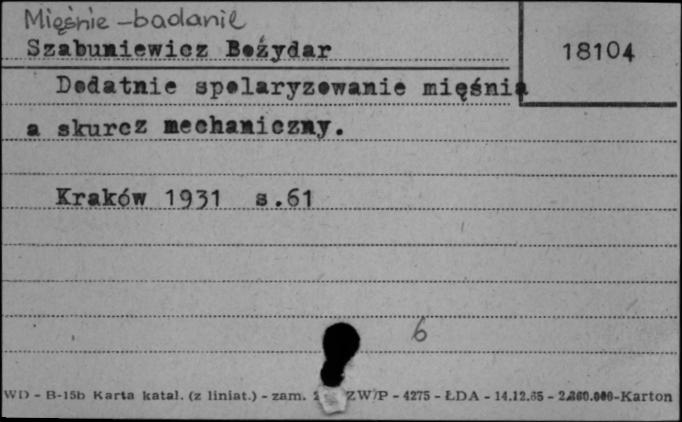 Mięśnie - badanie
Szabuniewicz Bożydar
18104
Dodatnie spolaryzowanie mięśnia
a skurcz mechaniczny.
Kraków 1931 s.61
6
WD - B-15b Karta katal. (z liniat.) - zam. ZW/P - 4275 - ŁDA - 14.12.65 - -Karton